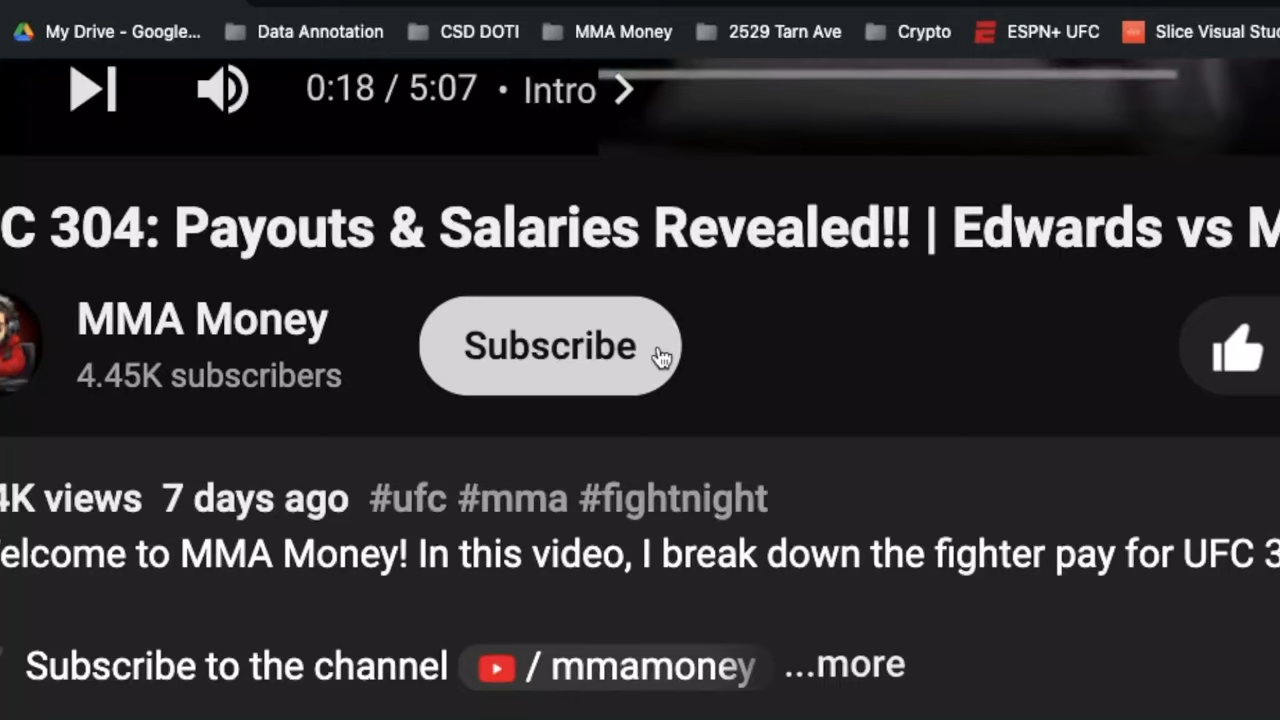 My Drive - Google... Data Annotation CSD DOTI MMA Money 2529 Tarn Ave Crypto ESPN+ UFC Slice Visual Stu
0:18 / 5:07 • Intro
C 304: Payouts & Salaries Revealed!! | Edwards vs M
MMA Money
4.45K subscribers
Subscribe
4K views 7 days ago #ufc #mma #fightnight
elcome to MMA Money! In this video, I break down the fighter pay for UFC 3
Subscribe to the channel / mmamoney ...more